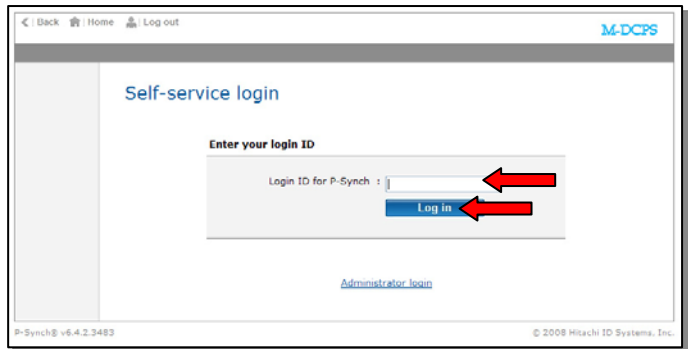 Back Home Log out
M-DCPS
Self-service login
Enter your login ID
Login ID for P-Synch :
Log in
Administrator login
P-Synch® v6.4.2.3483 © 2008 Hitachi ID Systems, Inc.